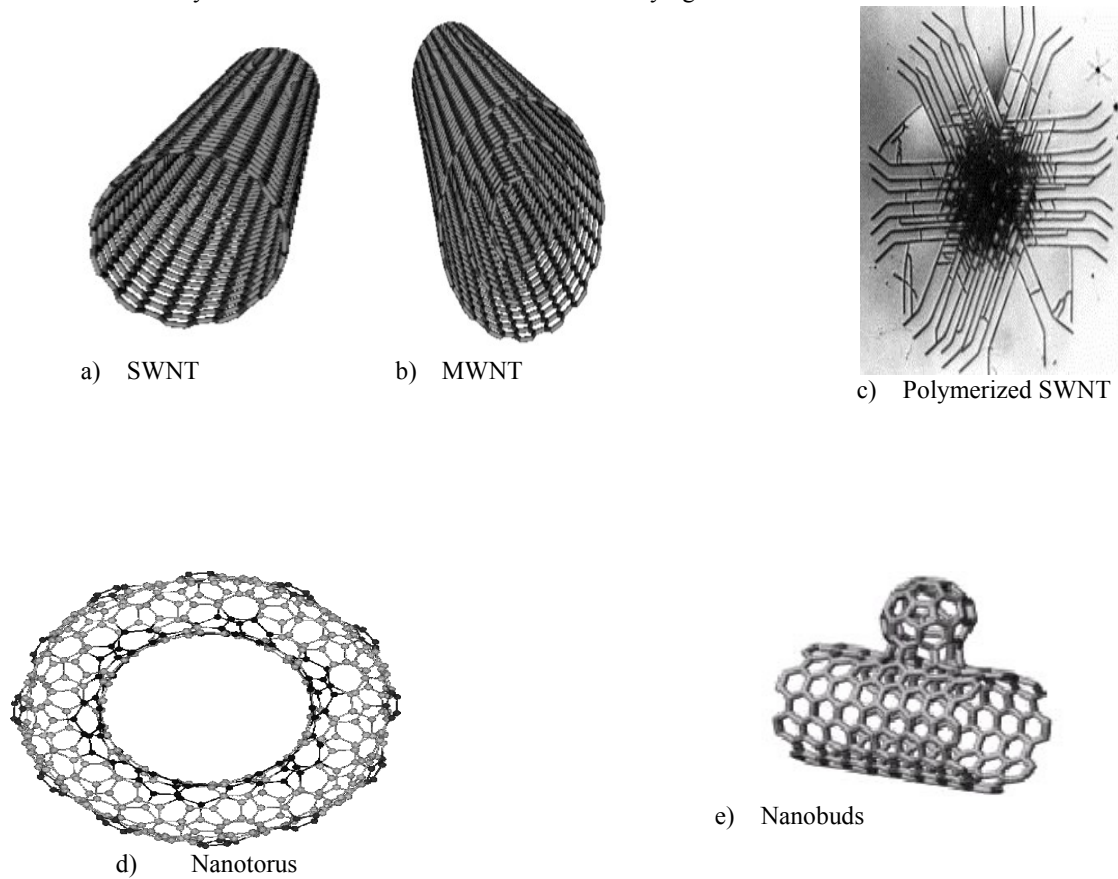 a) SWNT
b) MWNT
c) Polymerized SWNT
d) Nanotorus
e) Nanobuds